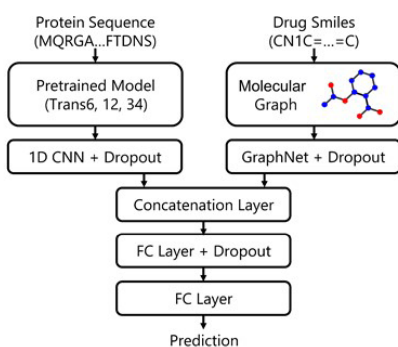 Protein Sequence
(MQRGA...FTDNS)
Drug Smiles
(CN1C=...=C)
Pretrained Model
(Trans6, 12, 34)
Molecular
Graph
1D CNN + Dropout
GraphNet + Dropout
Concatenation Layer
FC Layer + Dropout
FC Layer
Prediction